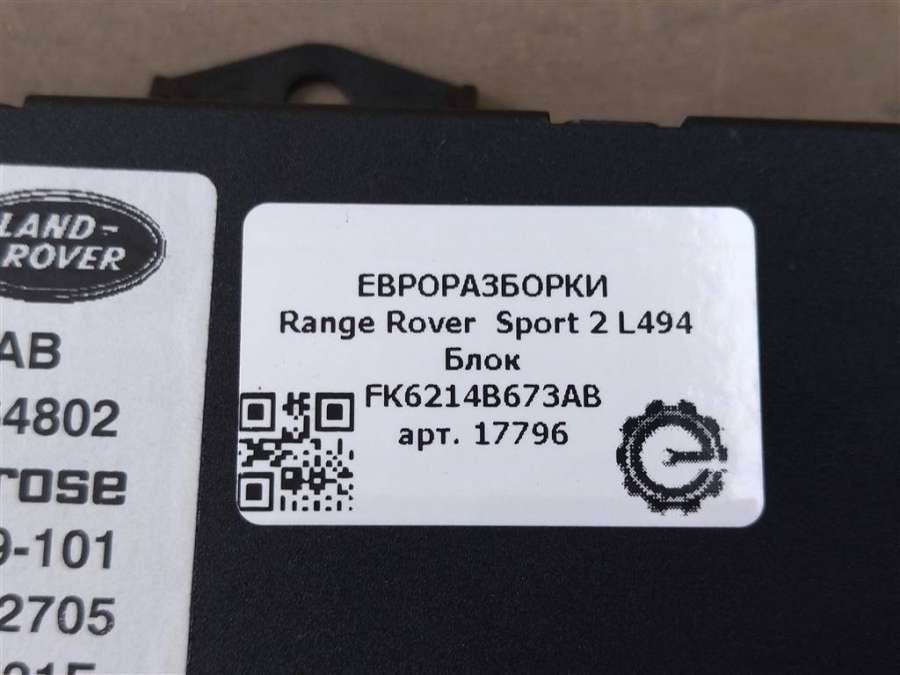 LAND-
ROVER
AB
4802
rose
9-101
2705
ЕВРОРАЗБОРКИ
Range Rover Sport 2 L494
Блок
FK6214B673AB
арт. 17796